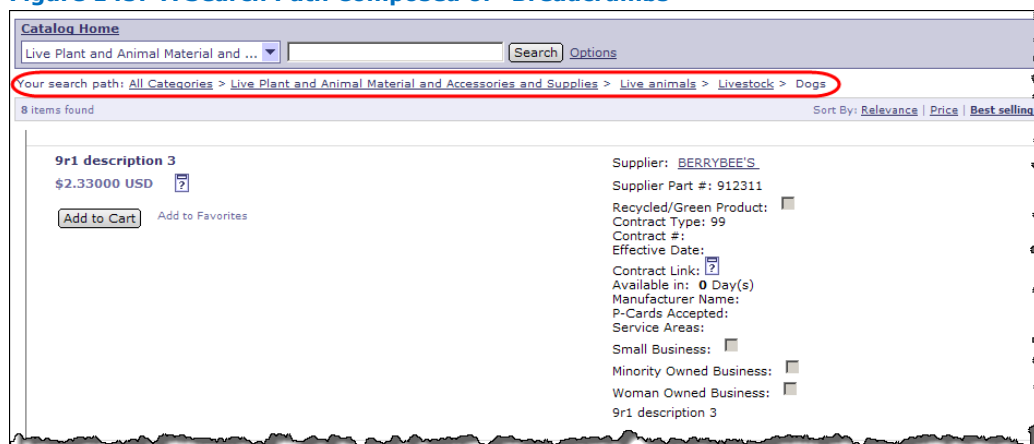 Catalog Home
Live Plant and Animal Material and ... Search Options
Your search path: All Categories > Live Plant and Animal Material and Accessories and Supplies > Live animals > Livestock > Dogs
8 items found Sort By: Relevance | Price | Best selling
9r1 description 3
$2.33000 USD ?
Add to Cart Add to Favorites
Supplier: BERRYBEE'S
Supplier Part #: 912311
Recycled/Green Product:
Contract Type: 99
Contract #:
Effective Date:
Contract Link: ?
Available in: 0 Day(s)
Manufacturer Name:
P-Cards Accepted:
Service Areas:
Small Business:
Minority Owned Business:
Woman Owned Business:
9r1 description 3